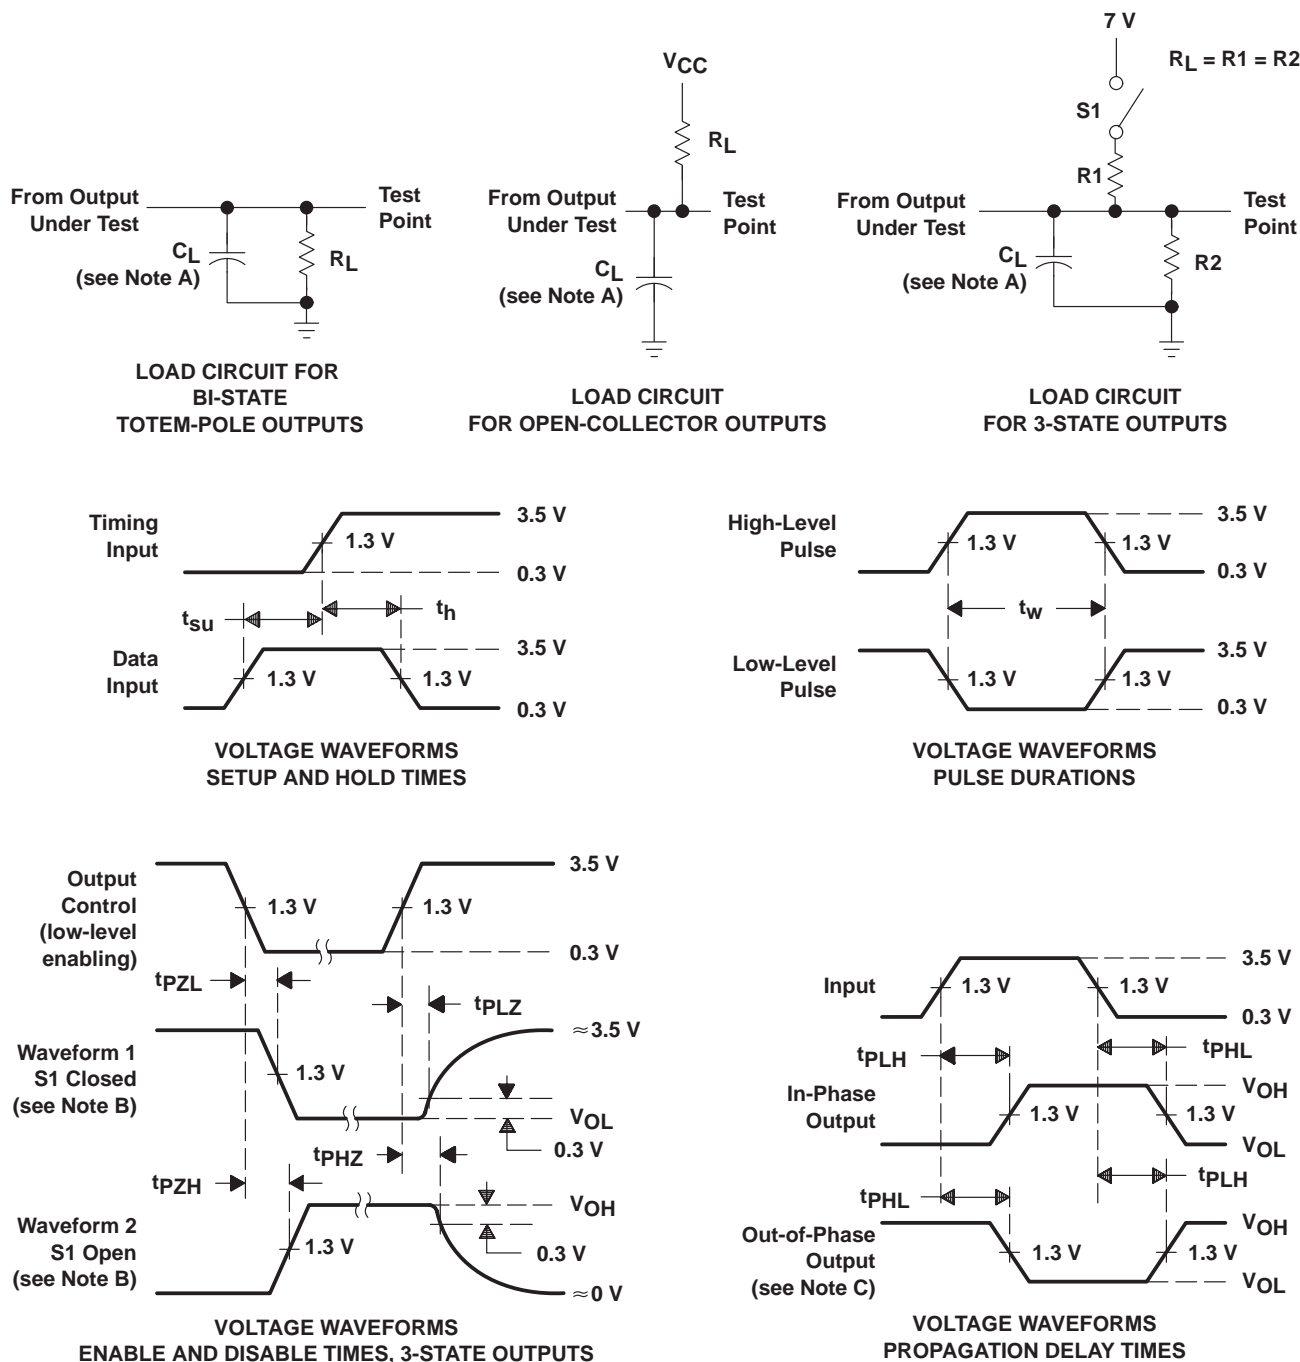 VCC
RL
From Output
Under Test
Test
Point
CL
(see Note A)
RL
LOAD CIRCUIT FOR
BI-STATE
TOTEM-POLE OUTPUTS
From Output
Under Test
Test
Point
CL
(see Note A)
LOAD CIRCUIT
FOR OPEN-COLLECTOR OUTPUTS
7 V
RL = R1 = R2
S1
R1
From Output
Under Test
Test
Point
CL
(see Note A)
R2
LOAD CIRCUIT
FOR 3-STATE OUTPUTS
Timing
Input
1.3 V
3.5 V
0.3 V
tsu
th
Data
Input
1.3 V
1.3 V
3.5 V
0.3 V
VOLTAGE WAVEFORMS
SETUP AND HOLD TIMES
High-Level
Pulse
1.3 V
1.3 V
3.5 V
0.3 V
tw
Low-Level
Pulse
1.3 V
1.3 V
3.5 V
0.3 V
VOLTAGE WAVEFORMS
PULSE DURATIONS
Output
Control
(low-level
enabling)
1.3 V
1.3 V
3.5 V
0.3 V
tPZL
tPLZ
Waveform 1
S1 Closed
(see Note B)
1.3 V
≈3.5 V
VOL
0.3 V
tPHZ
tPZH
Waveform 2
S1 Open
(see Note B)
1.3 V
VOH
0.3 V
≈0 V
VOLTAGE WAVEFORMS
ENABLE AND DISABLE TIMES, 3-STATE OUTPUTS
Input
1.3 V
1.3 V
3.5 V
0.3 V
tPLH
tPHL
In-Phase
Output
1.3 V
1.3 V
VOH
VOL
tPHL
tPLH
Out-of-Phase
Output
(see Note C)
1.3 V
1.3 V
VOH
VOL
VOLTAGE WAVEFORMS
PROPAGATION DELAY TIMES